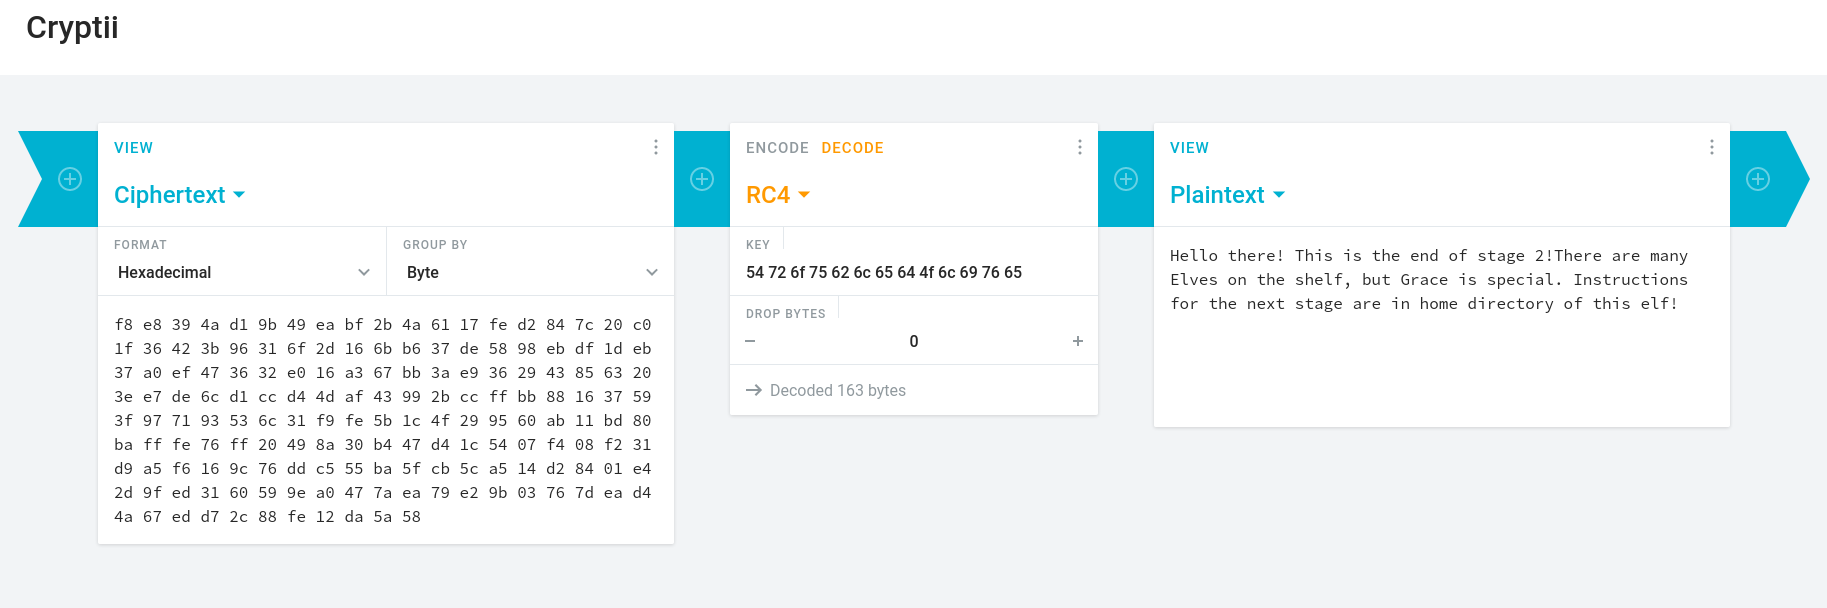 Cryptii
VIEW
Ciphertext
FORMAT
Hexadecimal
GROUP BY
Byte
f8 e8 39 4a d1 9b 49 ea bf 2b 4a 61 17 fe d2 84 7c 20 c0
1f 36 42 3b 96 31 6f 2d 16 6b b6 37 de 58 98 eb df 1d eb
37 a0 ef 47 36 32 e0 16 a3 67 bb 3a e9 36 29 43 85 63 20
3e e7 de 6c d1 cc d4 4d af 43 99 2b cc ff bb 88 16 37 59
3f 97 71 93 53 6c 31 f9 fe 5b 1c 4f 29 95 60 ab 11 bd 80
ba ff fe 76 ff 20 49 8a 30 b4 47 d4 1c 54 07 f4 08 f2 31
d9 a5 f6 16 9c 76 dd c5 55 ba 5f cb 5c a5 14 d2 84 01 e4
2d 9f ed 31 60 59 9e a0 47 7a ea 79 e2 9b 03 76 7d ea d4
4a 67 ed d7 2c 88 fe 12 da 5a 58
ENCODE DECODE
RC4
KEY
54 72 6f 75 62 6c 65 64 4f 6c 69 76 65
DROP BYTES
0
Decoded 163 bytes
VIEW
Plaintext
Hello there! This is the end of stage 2!There are many
Elves on the shelf, but Grace is special. Instructions
for the next stage are in home directory of this elf!